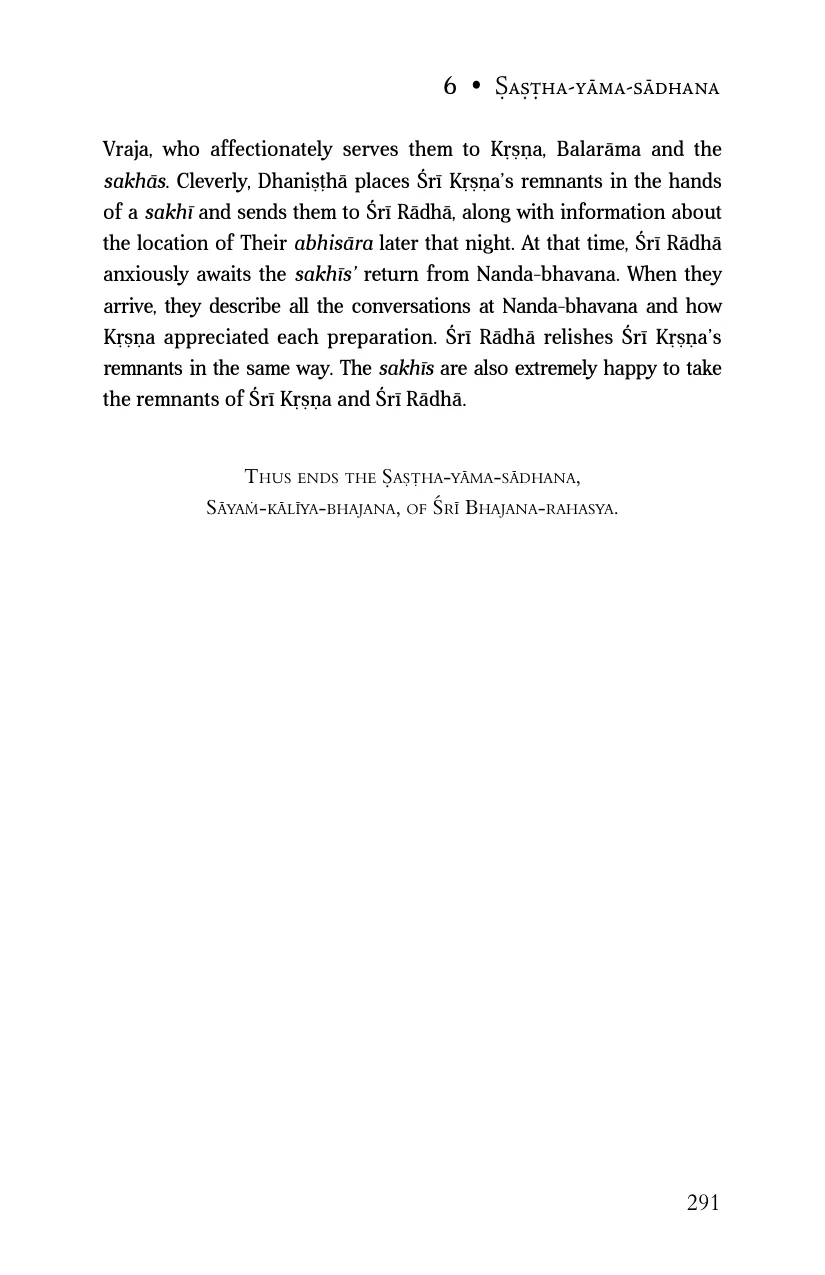 6 • Ṣaṣṭha-yāma-sādhana
Vraja, who affectionately serves them to Kṛṣṇa, Balarāma and the
sakhās. Cleverly, Dhaniṣṭhā places Śrī Kṛṣṇa’s remnants in the hands
of a sakhī and sends them to Śrī Rādhā, along with information about
the location of Their abhisāra later that night. At that time, Śrī Rādhā
anxiously awaits the sakhīs’ return from Nanda-bhavana. When they
arrive, they describe all the conversations at Nanda-bhavana and how
Kṛṣṇa appreciated each preparation. Śrī Rādhā relishes Śrī Kṛṣṇa’s
remnants in the same way. The sakhīs are also extremely happy to take
the remnants of Śrī Kṛṣṇa and Śrī Rādhā.
Thus ends the Ṣaṣṭha-yāma-sādhana,
Sāyaṁ-kālīya-bhajana, of Śrī Bhajana-rahasya.
291